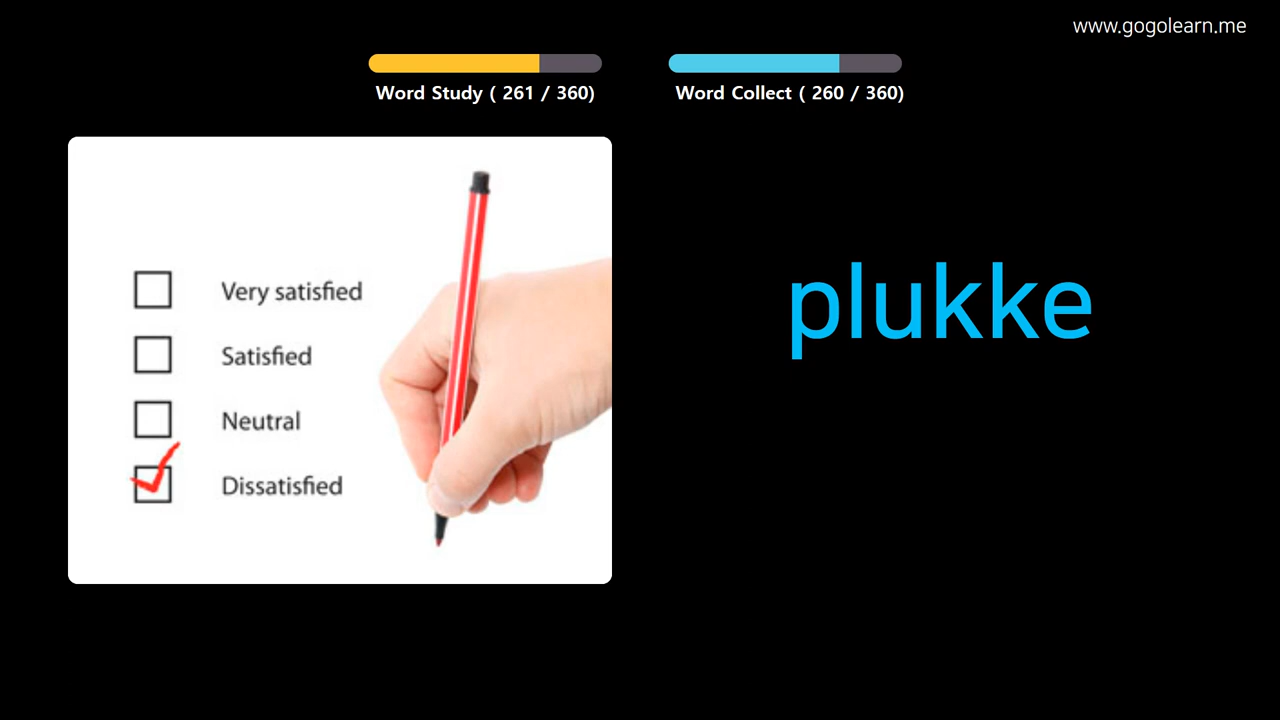 www.gogolearn.me
Word Study ( 261 / 360)
Word Collect ( 260 / 360)
Very satisfied
Satisfied
Neutral
Dissatisfied
plukke